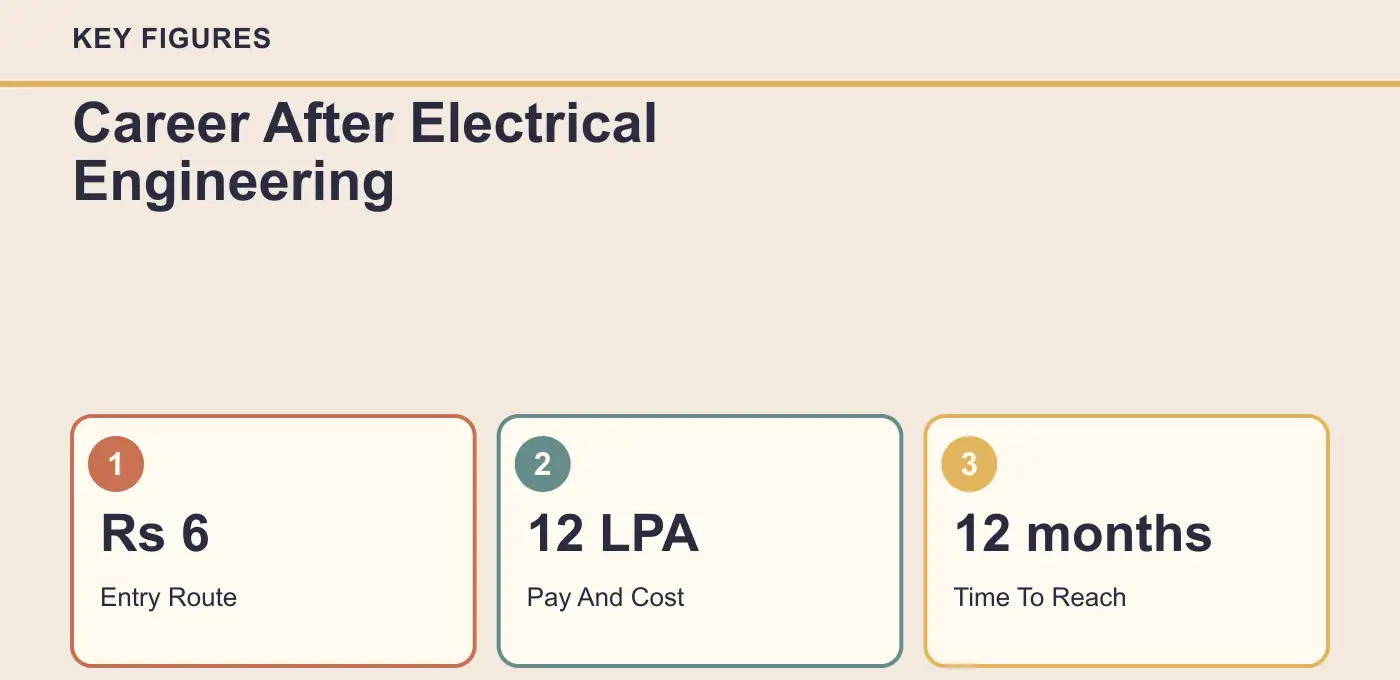 KEY FIGURES
Career After Electrical
Engineering
1
Rs 6
Entry Route
2
12 LPA
Pay And Cost
3
12 months
Time To Reach